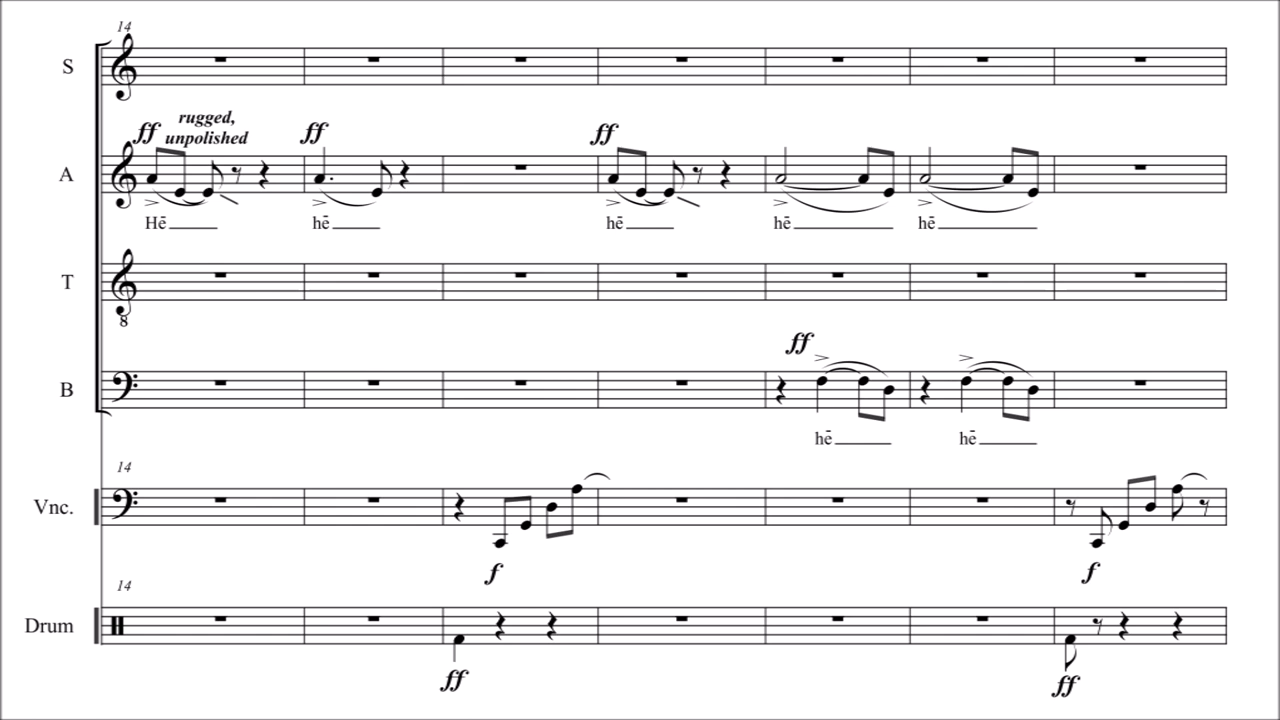 14
S
ff rugged, ff ff
unpolished
A
Hē hē hē hē hē
T
8
ff
B
hē hē
14
Vnc.
f f
14
Drum
ff ff